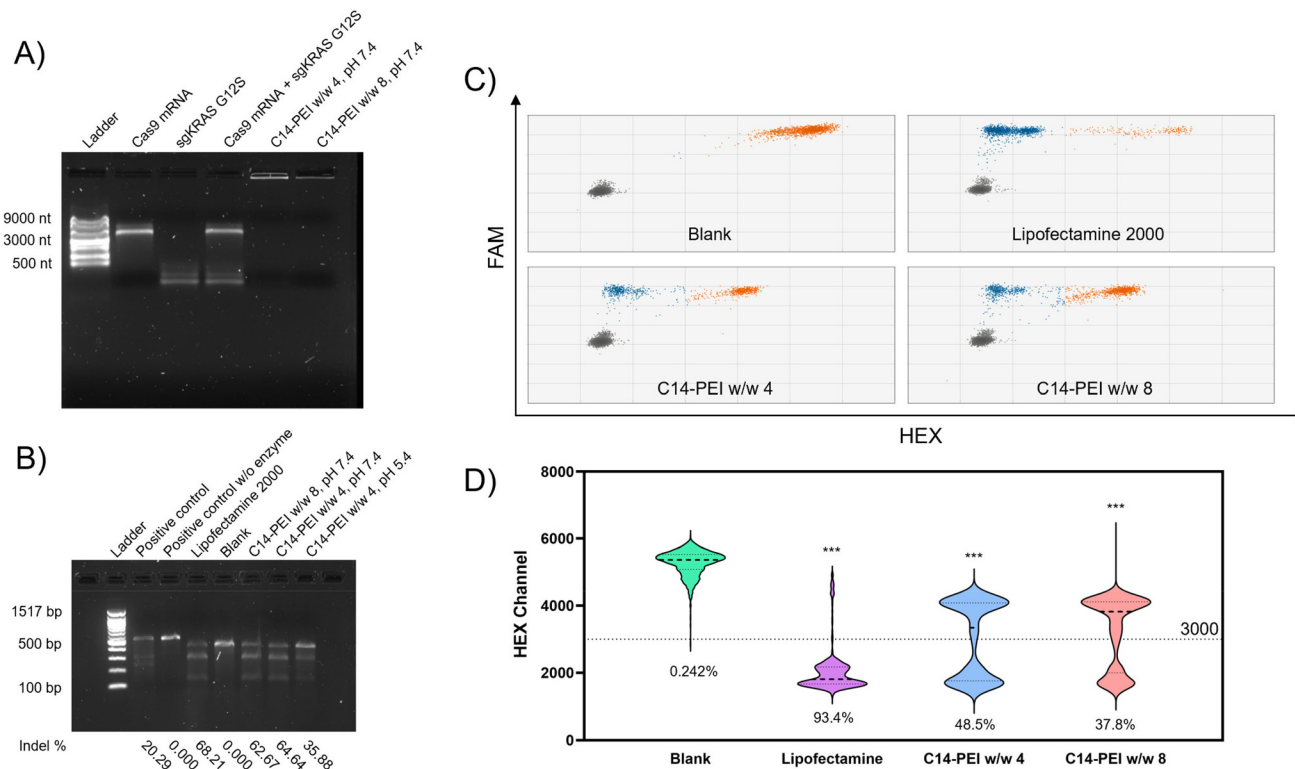 A)
Ladder
Cas9 mRNA
sgKRAS G12S
Cas9 mRNA + sgKRAS G12S
C14-PEI w/w 4, pH 7.4
C14-PEI w/w 8, pH 7.4
9000 nt
3000 nt
500 nt
B)
Ladder
Positive control
Positive control w/o enzyme
Lipofectamine 2000
Blank
C14-PEI w/w 8, pH 7.4
C14-PEI w/w 4, pH 7.4
C14-PEI w/w 4, pH 5.4
1517 bp
500 bp
100 bp
Indel %
20.29
0.000
68.21
0.000
62.67
64.64
35.88
C)
FAM
Blank
Lipofectamine 2000
C14-PEI w/w 4
C14-PEI w/w 8
HEX
D)
HEX Channel
8000
6000
4000
2000
0
***
***
***
3000
0.242%
93.4%
48.5%
37.8%
Blank
Lipofectamine
C14-PEI w/w 4
C14-PEI w/w 8